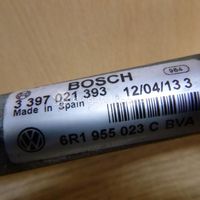 BOSCH
984
3 397 021 393 12/04/13 3
Made in Spain
6R1 955 023 C BVA